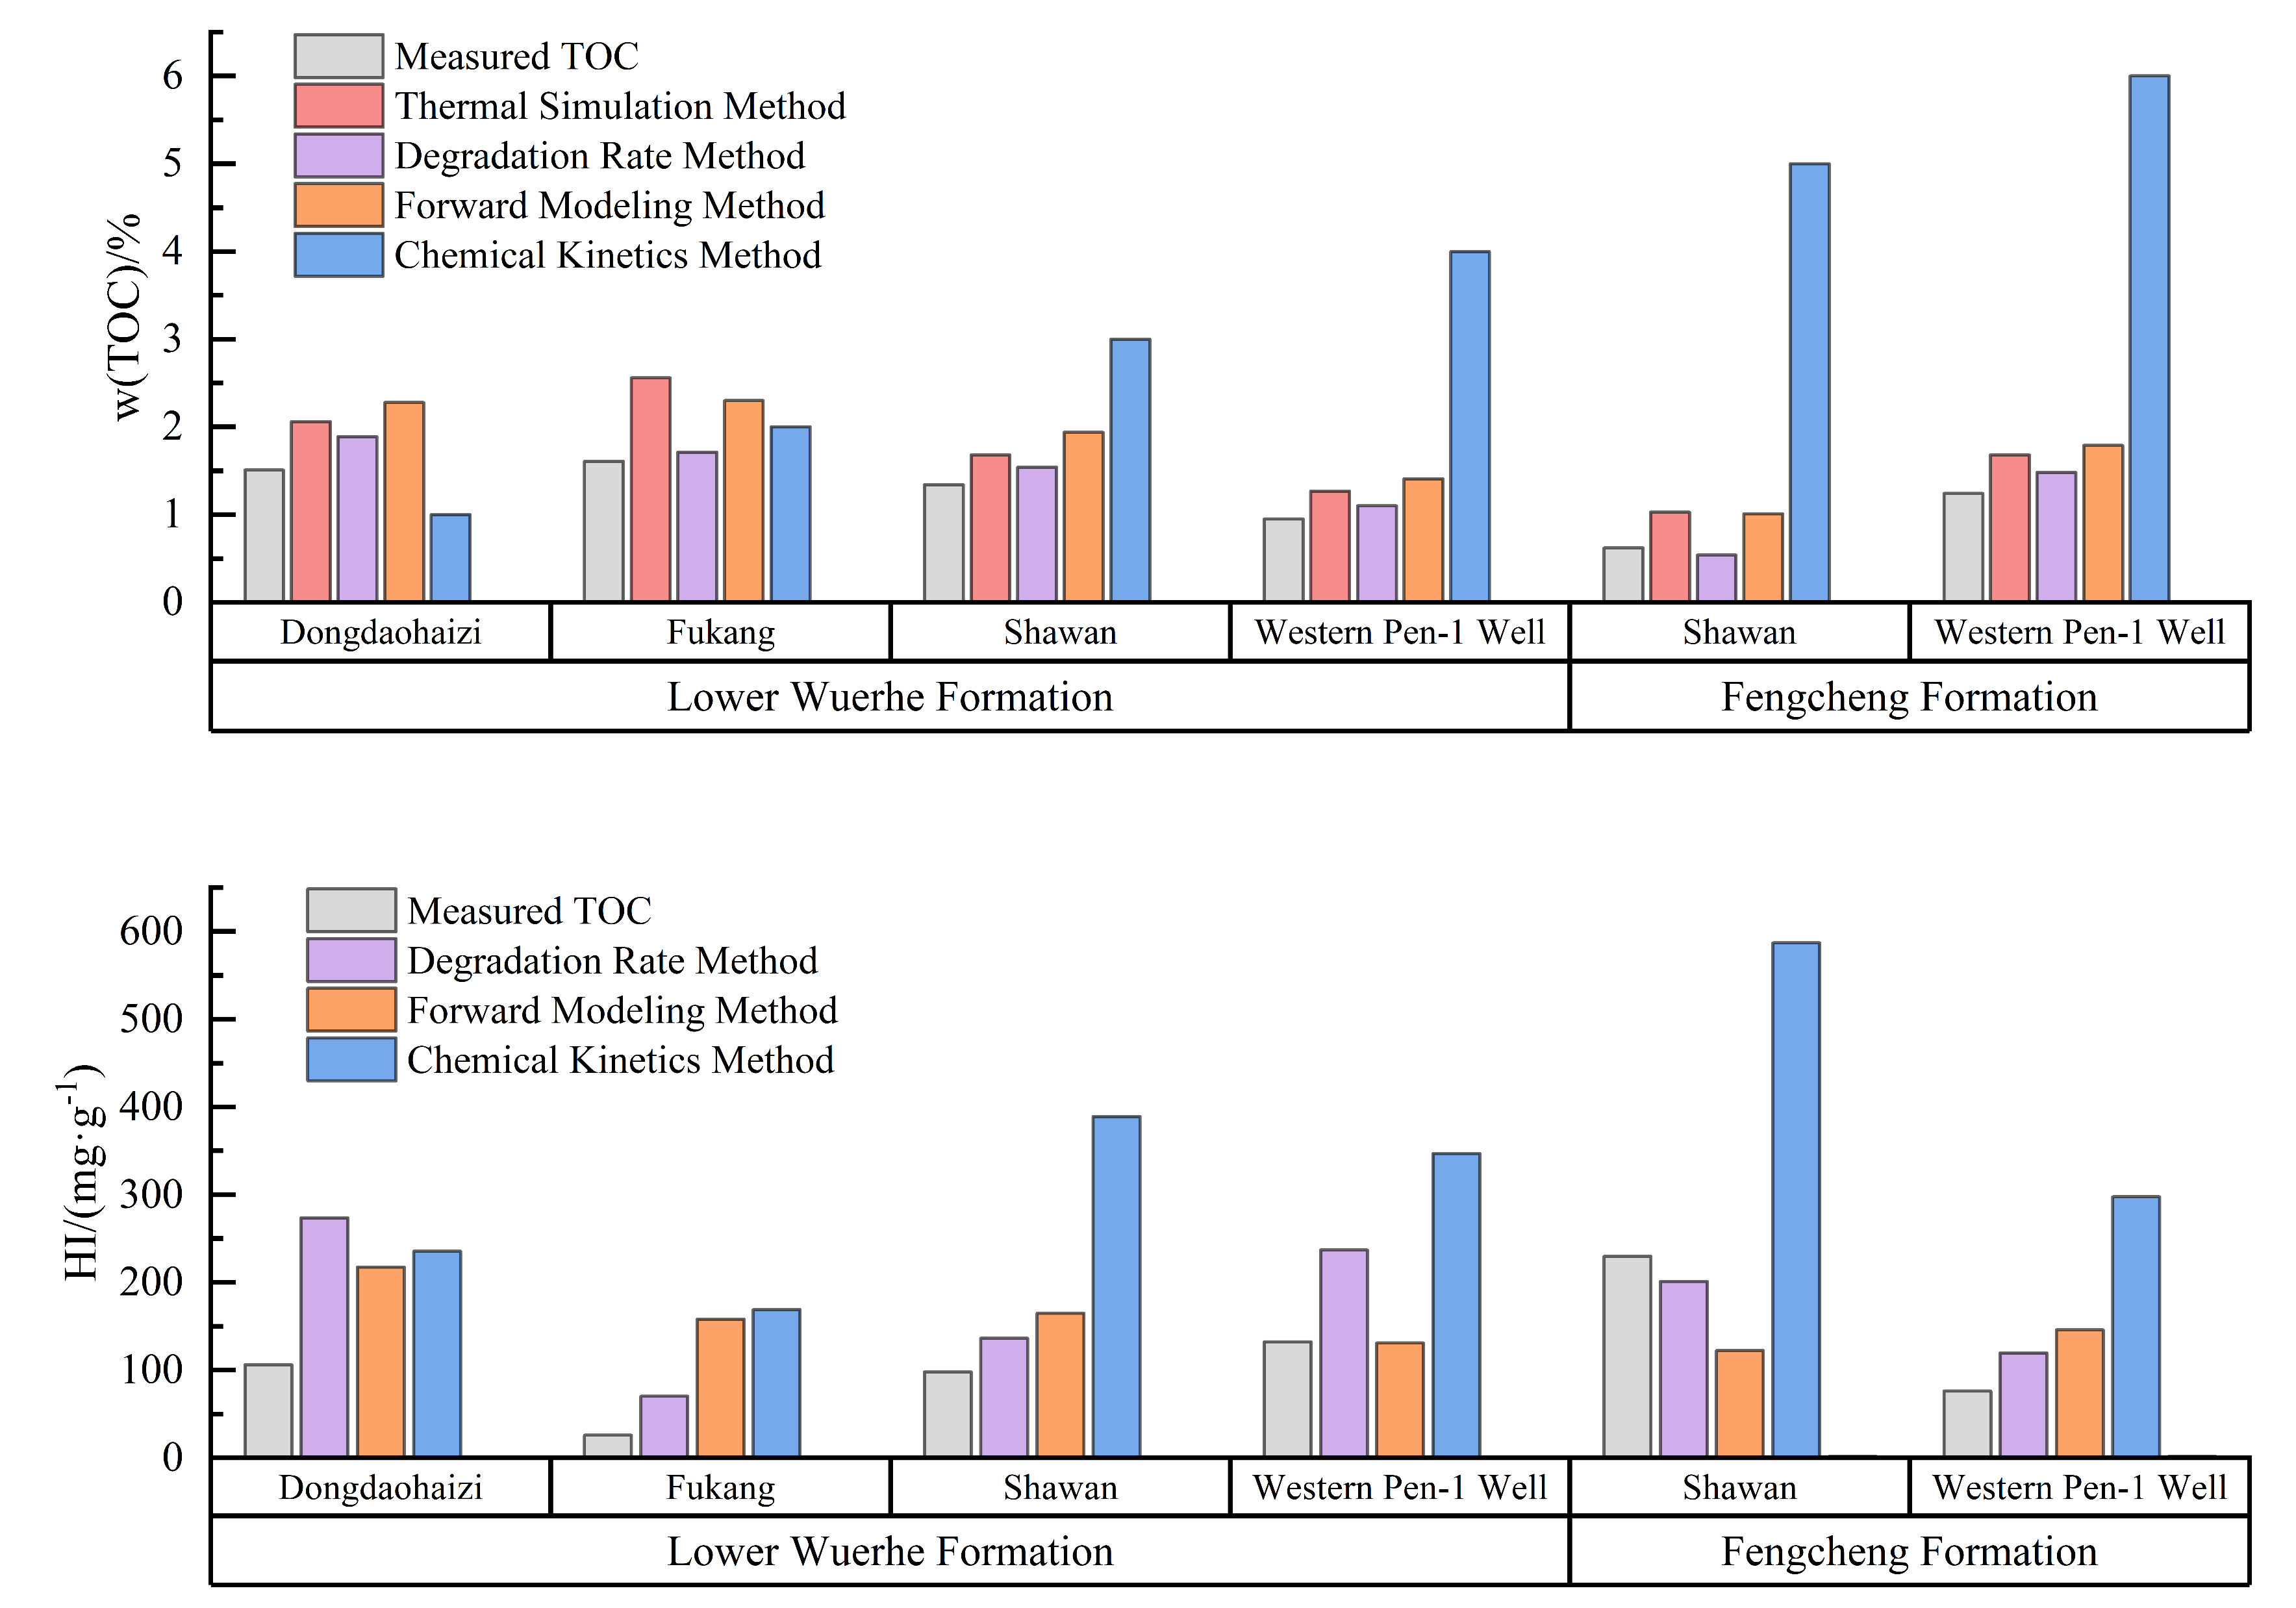 Measured TOC
Thermal Simulation Method
Degradation Rate Method
Forward Modeling Method
Chemical Kinetics Method
w(TOC)/%
6
5
4
3
2
1
0
Dongdaohaizi Fukang Shawan Western Pen-1 Well Shawan Western Pen-1 Well
Lower Wuerhe Formation Fengcheng Formation
Measured TOC
Degradation Rate Method
Forward Modeling Method
Chemical Kinetics Method
HI/(mg·g⁻¹)
600
500
400
300
200
100
0
Dongdaohaizi Fukang Shawan Western Pen-1 Well Shawan Western Pen-1 Well
Lower Wuerhe Formation Fengcheng Formation